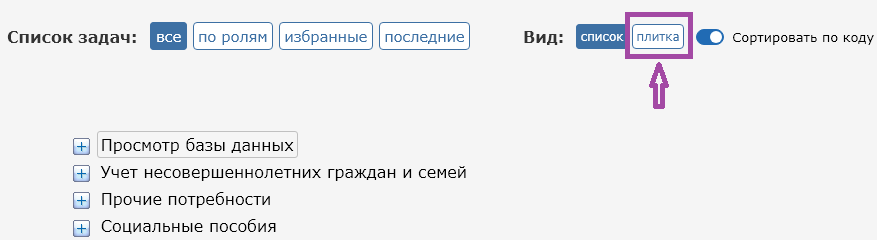 Список задач: все по ролям избранные последние Вид: список плитка Сортировать по коду
Просмотр базы данных
Учет несовершеннолетних граждан и семей
Прочие потребности
Социальные пособия